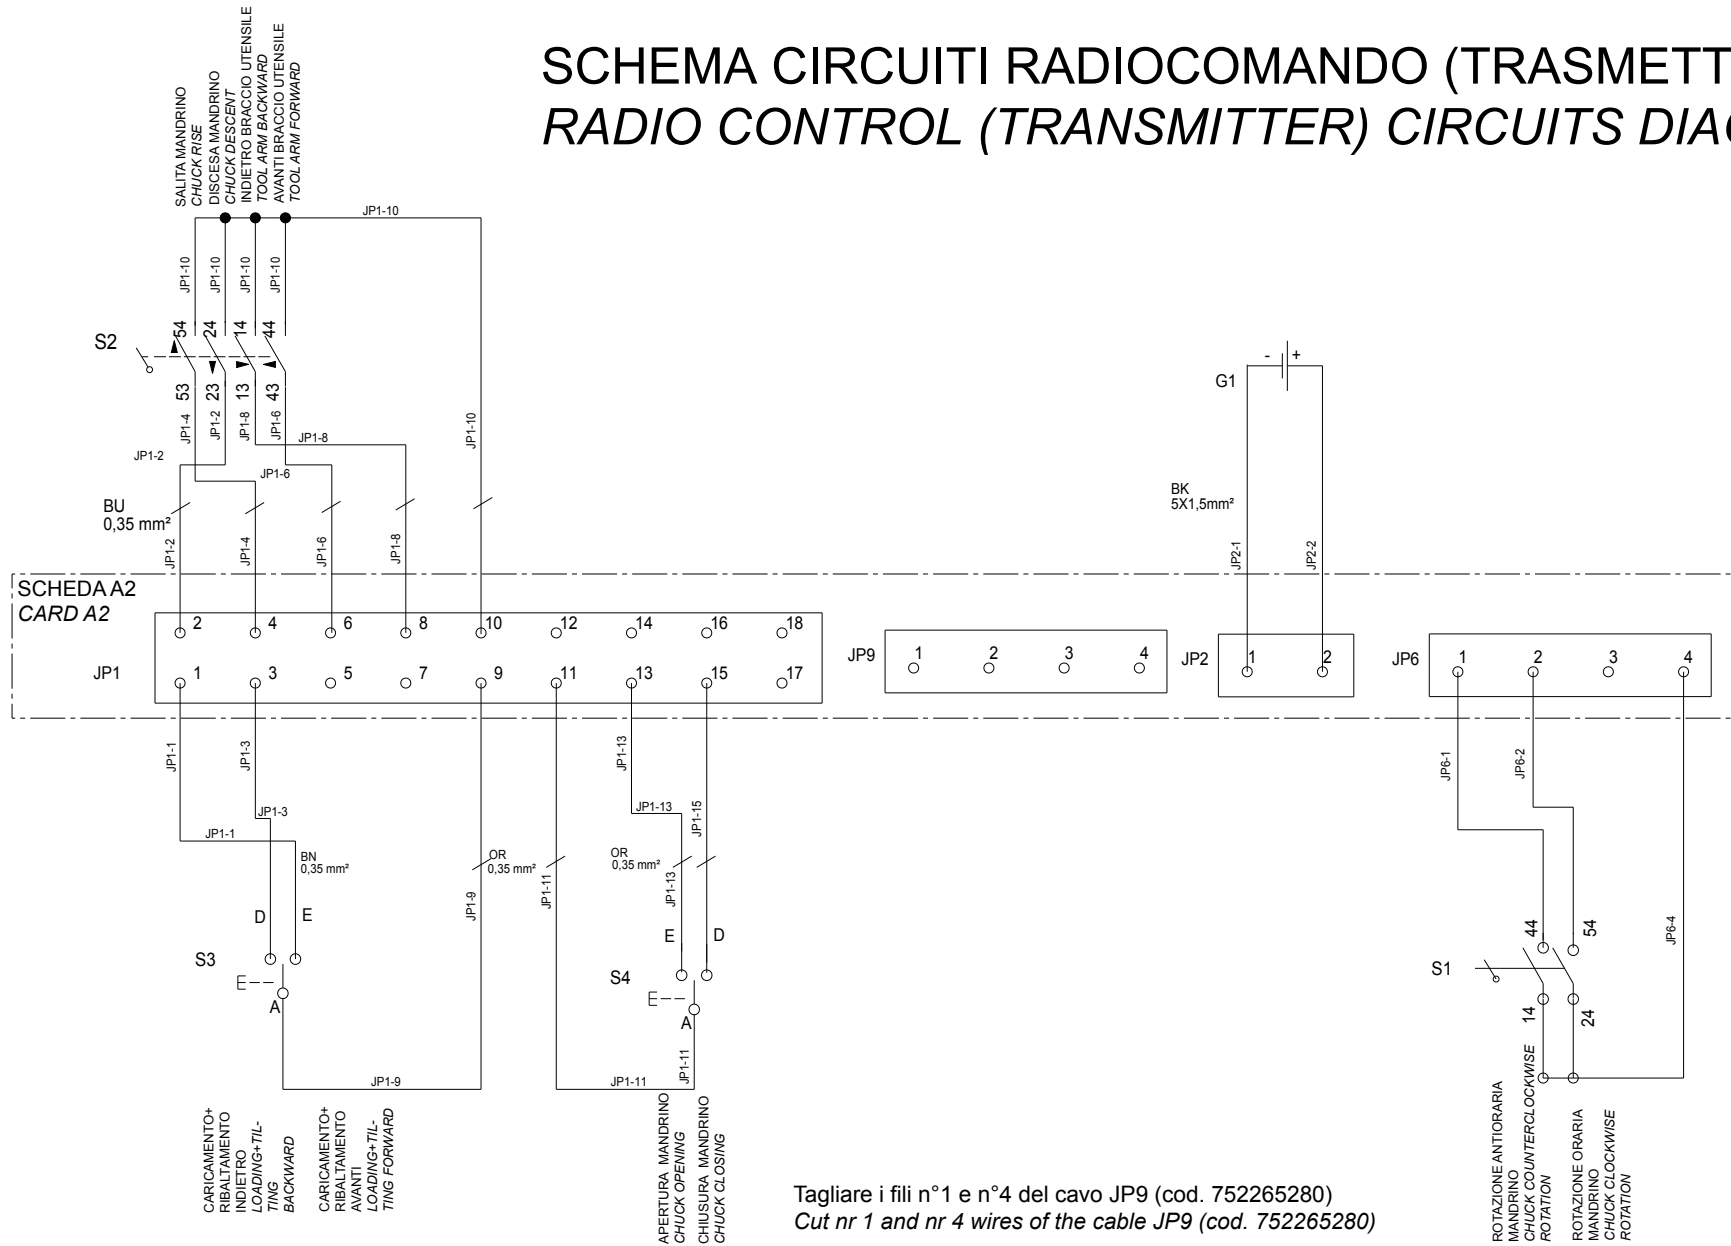 SCHEMA CIRCUITI RADIOCOMANDO (TRASMETT
RADIO CONTROL (TRANSMITTER) CIRCUITS DIA
SALITA MANDRINO
CHUCK RISE
DISCESA MANDRINO
CHUCK DESCENT
INDIETRO BRACCIO UTENSILE
TOOL ARM BACKWARD
AVANTI BRACCIO UTENSILE
TOOL ARM FORWARD
JP1-10
JP1-10
JP1-10
JP1-10
JP1-10
S2
54
24
14
44
53
23
13
43
JP1-4
JP1-2
JP1-8
JP1-6
JP1-10
JP1-8
JP1-2
JP1-6
BU
0,35 mm²
JP1-2
JP1-4
JP1-6
JP1-8
G1
- +
BK
5X1,5mm²
JP2-1
JP2-2
SCHEDA A2
CARD A2
JP1
2 4 6 8 10 12 14 16 18
1 3 5 7 9 11 13 15 17
JP9
1 2 3 4
JP2
1 2
JP6
1 2 3 4
JP1-1
JP1-3
JP1-13
JP6-1
JP6-2
JP1-3
JP1-1
JP1-13
JP1-15
BN
0,35 mm²
OR
0,35 mm²
OR
0,35 mm²
JP1-9
JP1-11
JP1-13
D
E
S3
A
E
D
S4
A
JP1-9
JP1-11
JP1-11
44
54
JP6-4
S1
14
24
CARICAMENTO+
RIBALTAMENTO
INDIETRO
LOADING+TIL-
TING
BACKWARD
CARICAMENTO+
RIBALTAMENTO
AVANTI
LOADING+TIL-
TING FORWARD
APERTURA MANDRINO
CHUCK OPENING
CHIUSURA MANDRINO
CHUCK CLOSING
ROTAZIONE ANTIORARIA
MANDRINO
CHUCK COUNTERCLOCKWISE
ROTATION
ROTAZIONE ORARIA
MANDRINO
CHUCK CLOCKWISE
ROTATION
Tagliare i fili n°1 e n°4 del cavo JP9 (cod. 752265280)
Cut nr 1 and nr 4 wires of the cable JP9 (cod. 752265280)